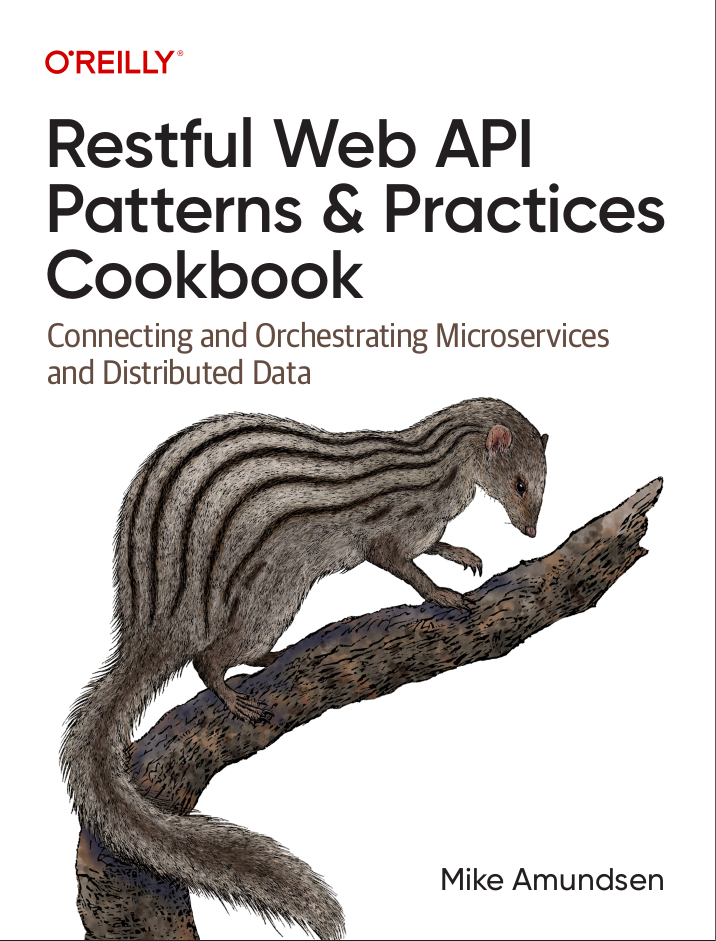 O'REILLY®
Restful Web API
Patterns & Practices
Cookbook
Connecting and Orchestrating Microservices
and Distributed Data
Mike Amundsen